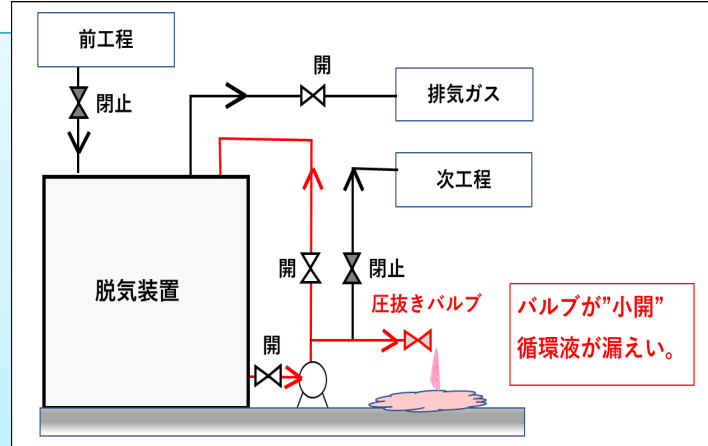 前工程
閉止
開
排気ガス
次工程
開
閉止
脱気装置
圧抜きバルブ
バルブが”小開”
循環液が漏えい。
開